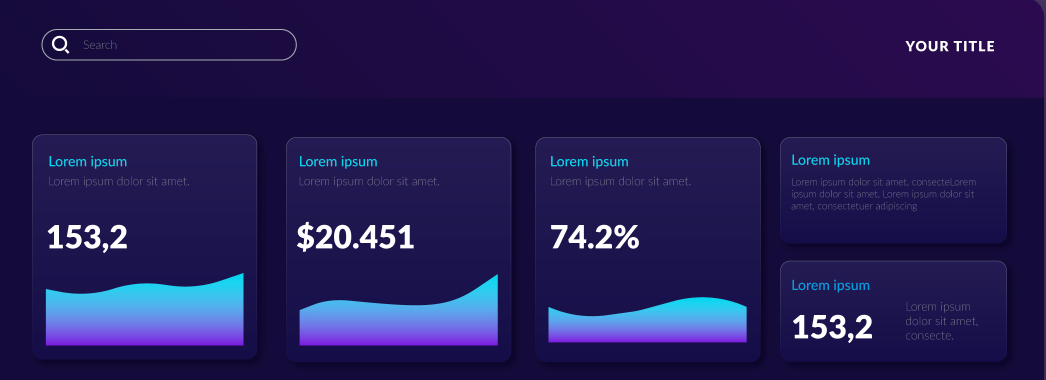 Search
YOUR TITLE
Lorem ipsum
Lorem ipsum dolor sit amet.
153,2
Lorem ipsum
Lorem ipsum dolor sit amet.
$20.451
Lorem ipsum
Lorem ipsum dolor sit amet.
74.2%
Lorem ipsum
Lorem ipsum dolor sit amet, consecteLorem
ipsum dolor sit amet, Lorem ipsum dolor sit
amet, consectetuer adipiscing
Lorem ipsum
153,2
Lorem ipsum
dolor sit amet,
consecte.